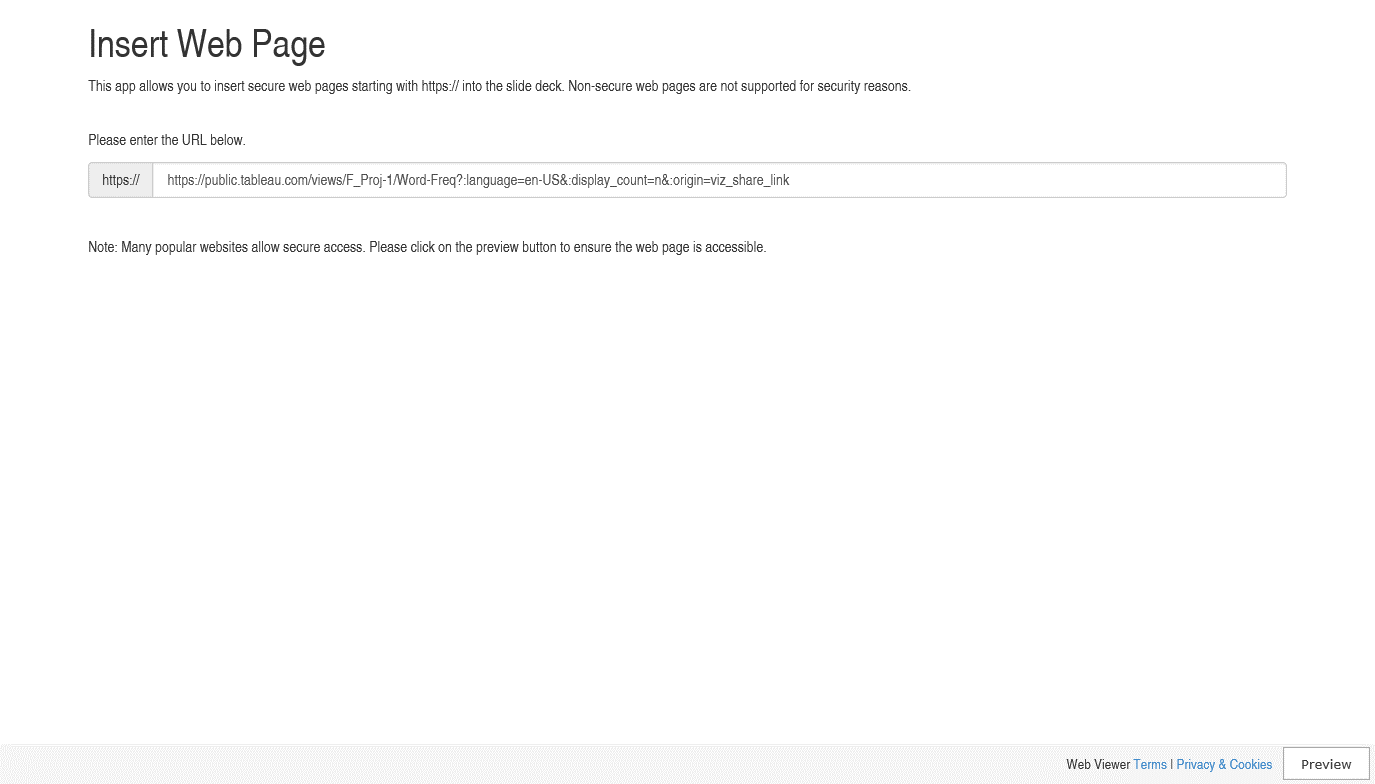 Insert Web Page
This app allows you to insert secure web pages starting with https:// into the slide deck. Non-secure web pages are not supported for security reasons.
Please enter the URL below.
https:// https://public.tableau.com/views/F_Proj-1/Word-Freq?:language=en-US&:display_count=n&:origin=viz_share_link
Note: Many popular websites allow secure access. Please click on the preview button to ensure the web page is accessible.
Web Viewer Terms | Privacy & Cookies Preview